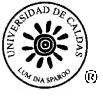 UNIVERSIDAD DE CALDAS
LUMINA SPARGO
®